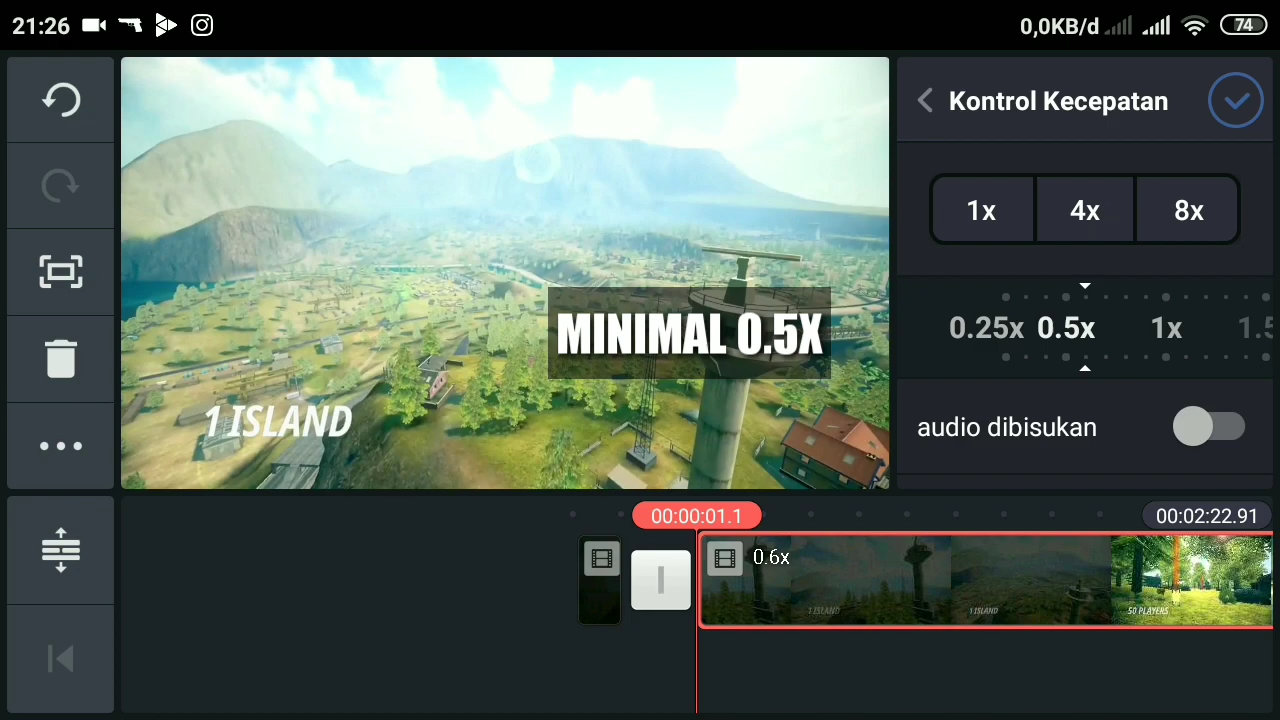 21:26
0,0KB/d
74
Kontrol Kecepatan
1x 4x 8x
0.25x 0.5x 1x 1.5
audio dibisukan
MINIMAL 0.5X
1 ISLAND
00:00:01.1
00:02:22.91
0.6x
1 ISLAND
1 ISLAND
50 PLAYERS